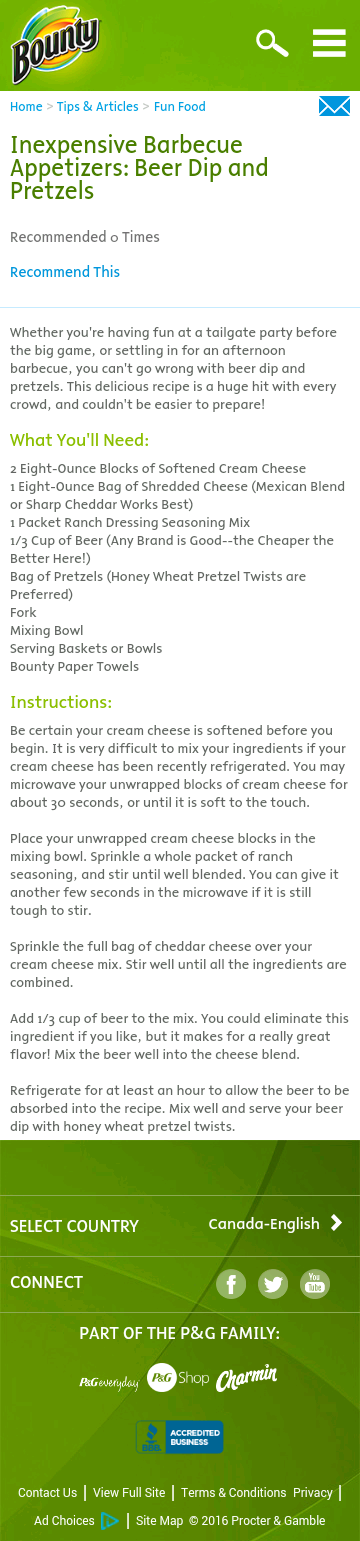 Bounty
Home > Tips & Articles > Fun Food
Inexpensive Barbecue
Appetizers: Beer Dip and
Pretzels
Recommended 0 Times
Recommend This
Whether you're having fun at a tailgate party before
the big game, or settling in for an afternoon
barbecue, you can't go wrong with beer dip and
pretzels. This delicious recipe is a huge hit with every
crowd, and couldn't be easier to prepare!
What You'll Need:
2 Eight-Ounce Blocks of Softened Cream Cheese
1 Eight-Ounce Bag of Shredded Cheese (Mexican Blend
or Sharp Cheddar Works Best)
1 Packet Ranch Dressing Seasoning Mix
1/3 Cup of Beer (Any Brand is Good--the Cheaper the
Better Here!)
Bag of Pretzels (Honey Wheat Pretzel Twists are
Preferred)
Fork
Mixing Bowl
Serving Baskets or Bowls
Bounty Paper Towels
Instructions:
Be certain your cream cheese is softened before you
begin. It is very difficult to mix your ingredients if your
cream cheese has been recently refrigerated. You may
microwave your unwrapped blocks of cream cheese for
about 30 seconds, or until it is soft to the touch.
Place your unwrapped cream cheese blocks in the
mixing bowl. Sprinkle a whole packet of ranch
seasoning, and stir until well blended. You can give it
another few seconds in the microwave if it is still
tough to stir.
Sprinkle the full bag of cheddar cheese over your
cream cheese mix. Stir well until all the ingredients are
combined.
Add 1/3 cup of beer to the mix. You could eliminate this
ingredient if you like, but it makes for a really great
flavor! Mix the beer well into the cheese blend.
Refrigerate for at least an hour to allow the beer to be
absorbed into the recipe. Mix well and serve your beer
dip with honey wheat pretzel twists.
SELECT COUNTRY Canada-English
CONNECT You Tube
PART OF THE P&G FAMILY:
P&G everyday P&G Shop Charmin
BBB ACCREDITED
BUSINESS
Contact Us | View Full Site | Terms & Conditions Privacy |
Ad Choices | Site Map © 2016 Procter & Gamble